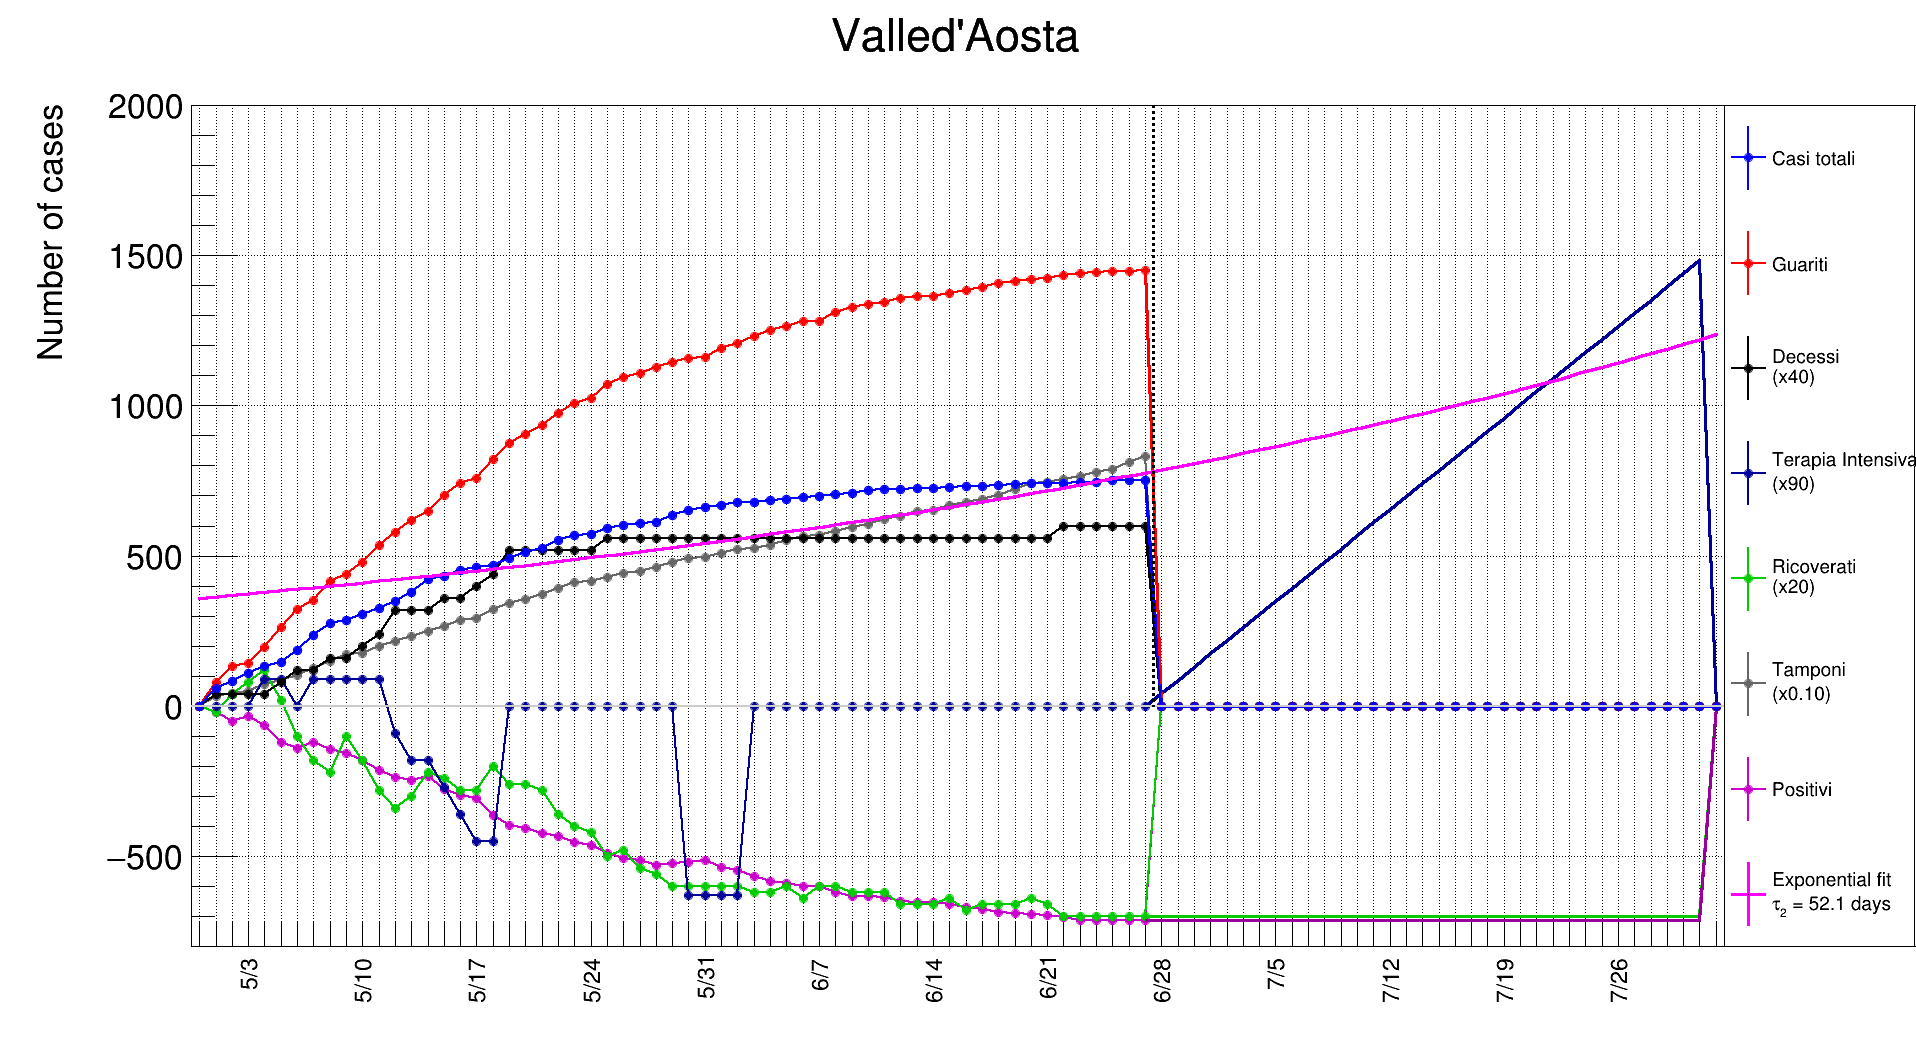 Valled'Aosta
Number of cases
2000
1500
1000
500
0
−500
5/3
5/10
5/17
5/24
5/31
6/7
6/14
6/21
6/28
7/5
7/12
7/19
7/26
Casi totali
Guariti
Decessi
(x40)
Terapia Intensiva
(x90)
Ricoverati
(x20)
Tamponi
(x0.10)
Positivi
Exponential fit
τ2 = 52.1 days